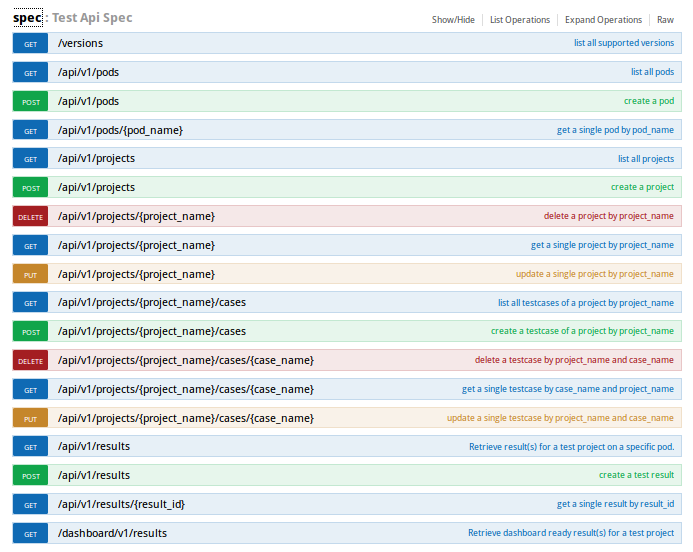 spec : Test Api Spec Show/Hide List Operations Expand Operations Raw
GET /versions list all supported versions
GET /api/v1/pods list all pods
POST /api/v1/pods create a pod
GET /api/v1/pods/{pod_name} get a single pod by pod_name
GET /api/v1/projects list all projects
POST /api/v1/projects create a project
DELETE /api/v1/projects/{project_name} delete a project by project_name
GET /api/v1/projects/{project_name} get a single project by project_name
PUT /api/v1/projects/{project_name} update a single project by project_name
GET /api/v1/projects/{project_name}/cases list all testcases of a project by project_name
POST /api/v1/projects/{project_name}/cases create a testcase of a project by project_name
DELETE /api/v1/projects/{project_name}/cases/{case_name} delete a testcase by project_name and case_name
GET /api/v1/projects/{project_name}/cases/{case_name} get a single testcase by case_name and project_name
PUT /api/v1/projects/{project_name}/cases/{case_name} update a single testcase by project_name and case_name
GET /api/v1/results Retrieve result(s) for a test project on a specific pod.
POST /api/v1/results create a test result
GET /api/v1/results/{result_id} get a single result by result_id
GET /dashboard/v1/results Retrieve dashboard ready result(s) for a test project